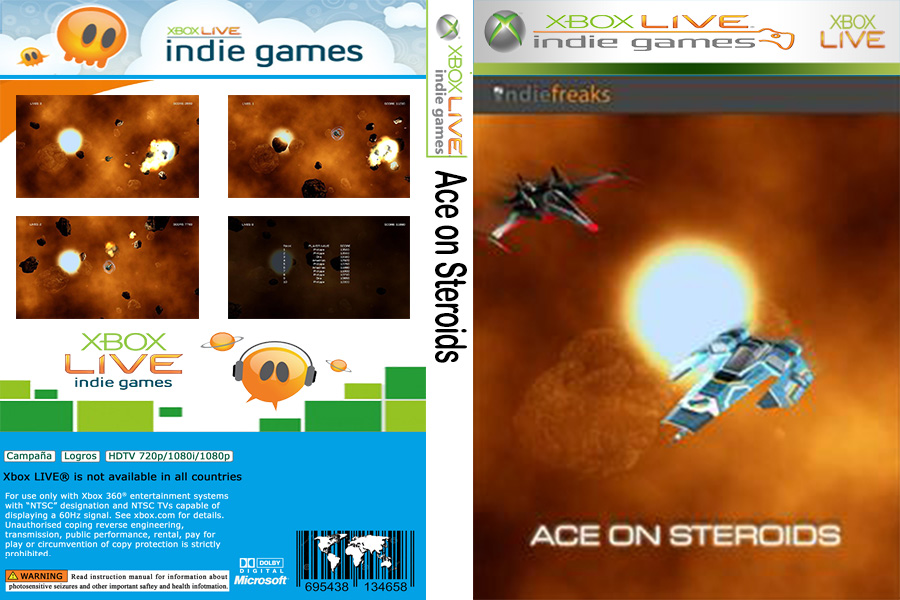 XBOX LIVE
indie games
XBOX LIVE
indie games
Campaña Logros HDTV 720p/1080i/1080p
Xbox LIVE® is not available in all countries
For use only with Xbox 360® entertainment systems
with “NTSC” designation and NTSC TVs capable of
displaying a 60Hz signal. See xbox.com for details.
Unauthorised coping reverse engineering,
transmission, public performance, rental, pay for
play or circumvention of copy protection is strictly
prohibited.
WARNING Read instruction manual for information about
photosensitive seizures and other important saftey and health infotmation.
DOLBY
DIGITAL
Microsoft
695438 134658
XBOX LIVE
indie games
Ace on Steroids
XBOX LIVE
indie games
XBOX
LIVE
indiefreaks
ACE ON STEROIDS